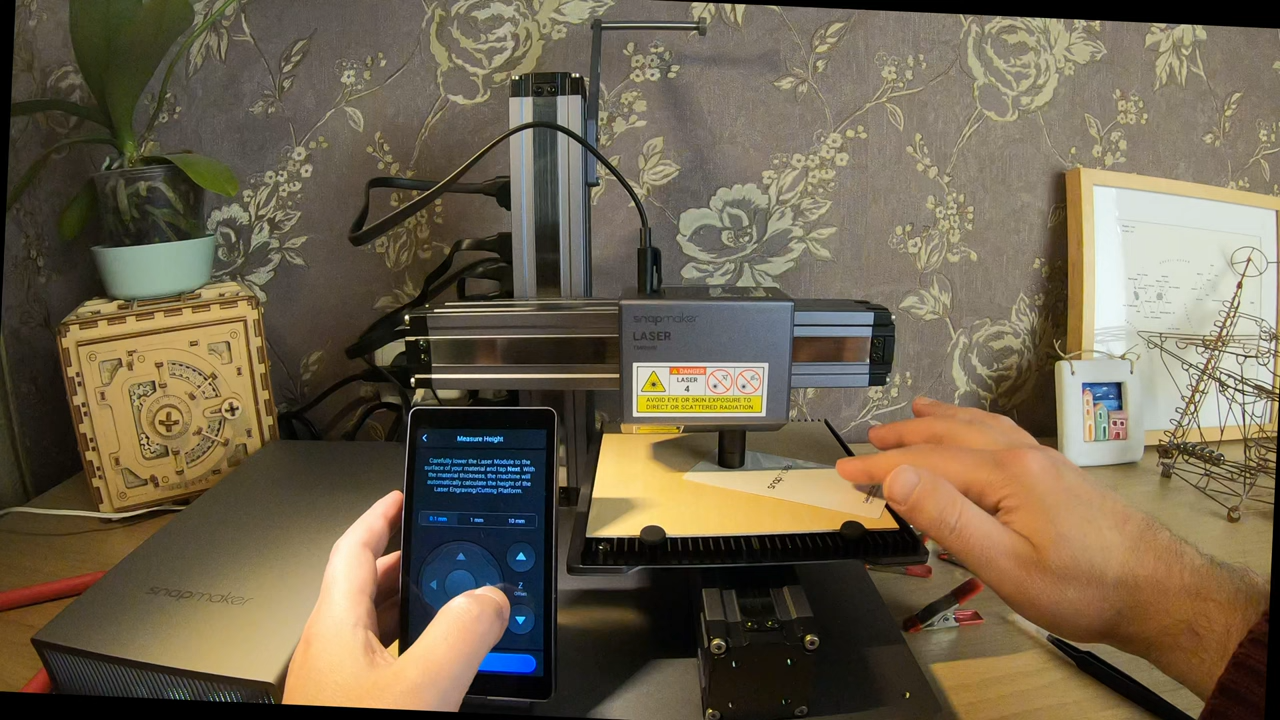 snapmaker
LASER
DANGER
LASER
4
AVOID EYE OR SKIN EXPOSURE TO
DIRECT OR SCATTERED RADIATION
Measure Height
Carefully lower the Laser Module to the
surface of your material and tap Next. With
the material thickness, the machine will
automatically calculate the height of the
Laser Engraving/Cutting Platform.
0.1 mm
1 mm
10 mm
Z
Offset
snapmaker
snapmaker